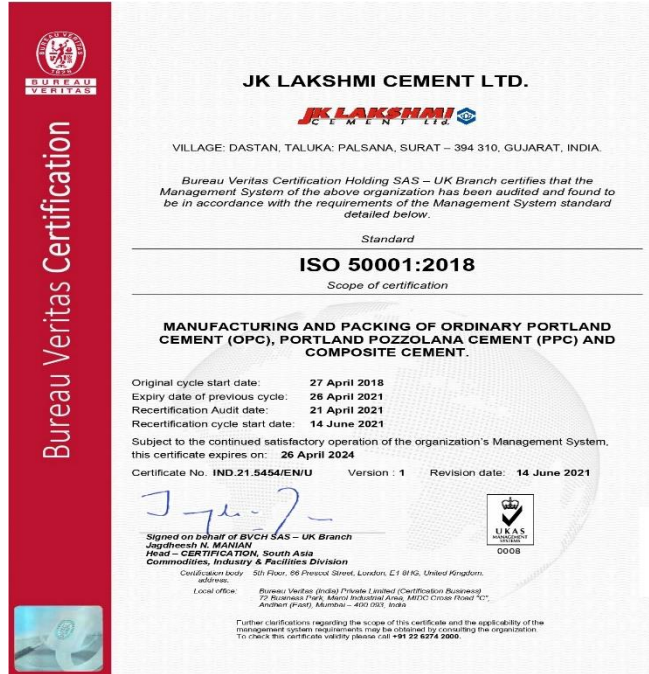 BUREAU VERITAS
1828
BUREAU
VERITAS
Bureau Veritas Certification
JK LAKSHMI CEMENT LTD.
JK LAKSHMI
CEMENT Ltd.
VILLAGE: DASTAN, TALUKA: PALSANA, SURAT – 394 310, GUJARAT, INDIA.
Bureau Veritas Certification Holding SAS – UK Branch certifies that the
Management System of the above organization has been audited and found to
be in accordance with the requirements of the Management System standard
detailed below.
Standard
ISO 50001:2018
Scope of certification
MANUFACTURING AND PACKING OF ORDINARY PORTLAND
CEMENT (OPC), PORTLAND POZZOLANA CEMENT (PPC) AND
COMPOSITE CEMENT.
Original cycle start date: 27 April 2018
Expiry date of previous cycle: 26 April 2021
Recertification Audit date: 21 April 2021
Recertification cycle start date: 14 June 2021
Subject to the continued satisfactory operation of the organization's Management System,
this certificate expires on: 26 April 2024
Certificate No. IND.21.5454/EN/U Version : 1 Revision date: 14 June 2021
Signed on behalf of BVCH SAS – UK Branch
Jagdheesh N. MANIAN
Head – CERTIFICATION, South Asia
Commodities, Industry & Facilities Division
UKAS
MANAGEMENT
SYSTEMS
0008
Certification body 5th Floor, 66 Prescot Street, London, E1 8HG, United Kingdom.
address:
Local office: Bureau Veritas (India) Private Limited (Certification Business)
72 Business Park, Marol Industrial Area, MIDC Cross Road "C",
Andheri (East), Mumbai – 400 093, India
Further clarifications regarding the scope of this certificate and the applicability of the
management system requirements may be obtained by consulting the organization.
To check this certificate validity please call +91 22 6274 2000.